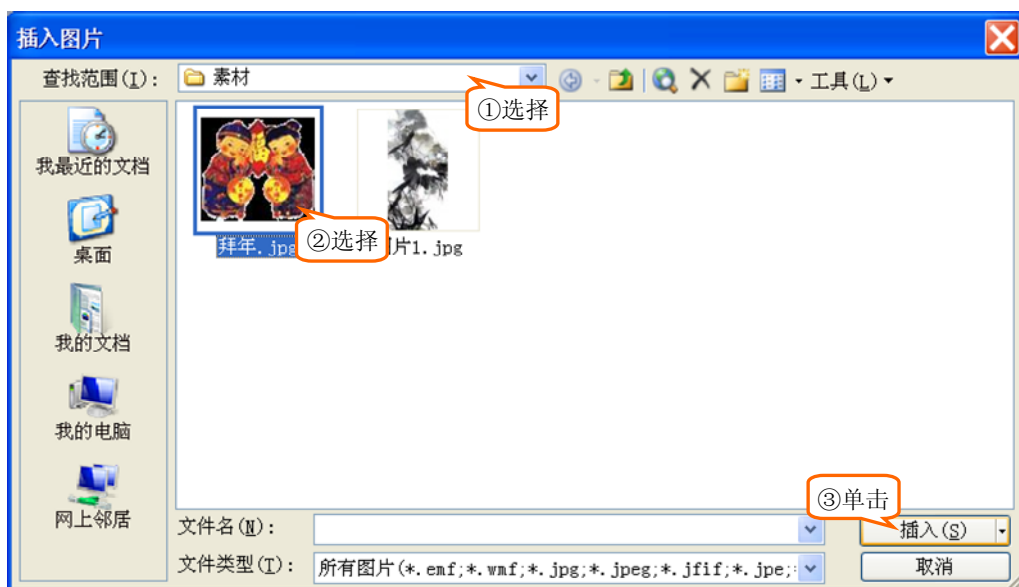 插入图片
查找范围(I): 素材 工具(L)
①选择
我最近的文档
桌面
我的文档
我的电脑
网上邻居
拜年.jpg
②选择
片1.jpg
③单击
文件名(N):
插入(S)
文件类型(T): 所有图片(*.emf;*.wmf;*.jpg;*.jpeg;*.jfif;*.jpe;
取消